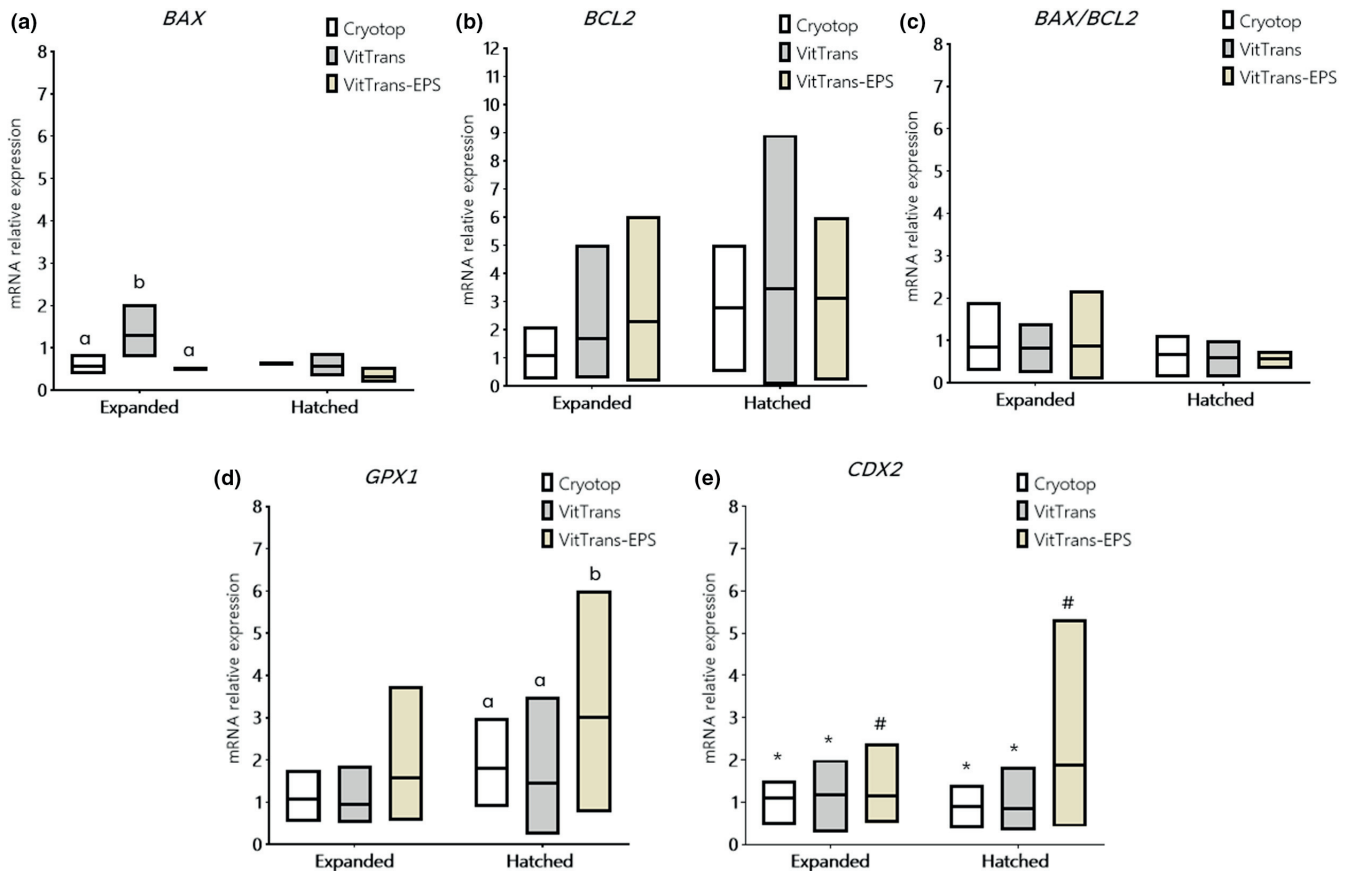 (a)
BAX
Cryotop
VitTrans
VitTrans-EPS
mRNA relative expression
8
7
6
5
4
3
2
1
0
a
b
a
Expanded
Hatched
(b)
BCL2
Cryotop
VitTrans
VitTrans-EPS
mRNA relative expression
12
11
10
9
8
7
6
5
4
3
2
1
0
Expanded
Hatched
(c)
BAX/BCL2
Cryotop
VitTrans
VitTrans-EPS
mRNA relative expression
8
7
6
5
4
3
2
1
0
Expanded
Hatched
(d)
GPX1
Cryotop
VitTrans
VitTrans-EPS
mRNA relative expression
8
7
6
5
4
3
2
1
0
a
a
b
Expanded
Hatched
(e)
CDX2
Cryotop
VitTrans
VitTrans-EPS
mRNA relative expression
8
7
6
5
4
3
2
1
0
*
*
#
*
*
#
Expanded
Hatched